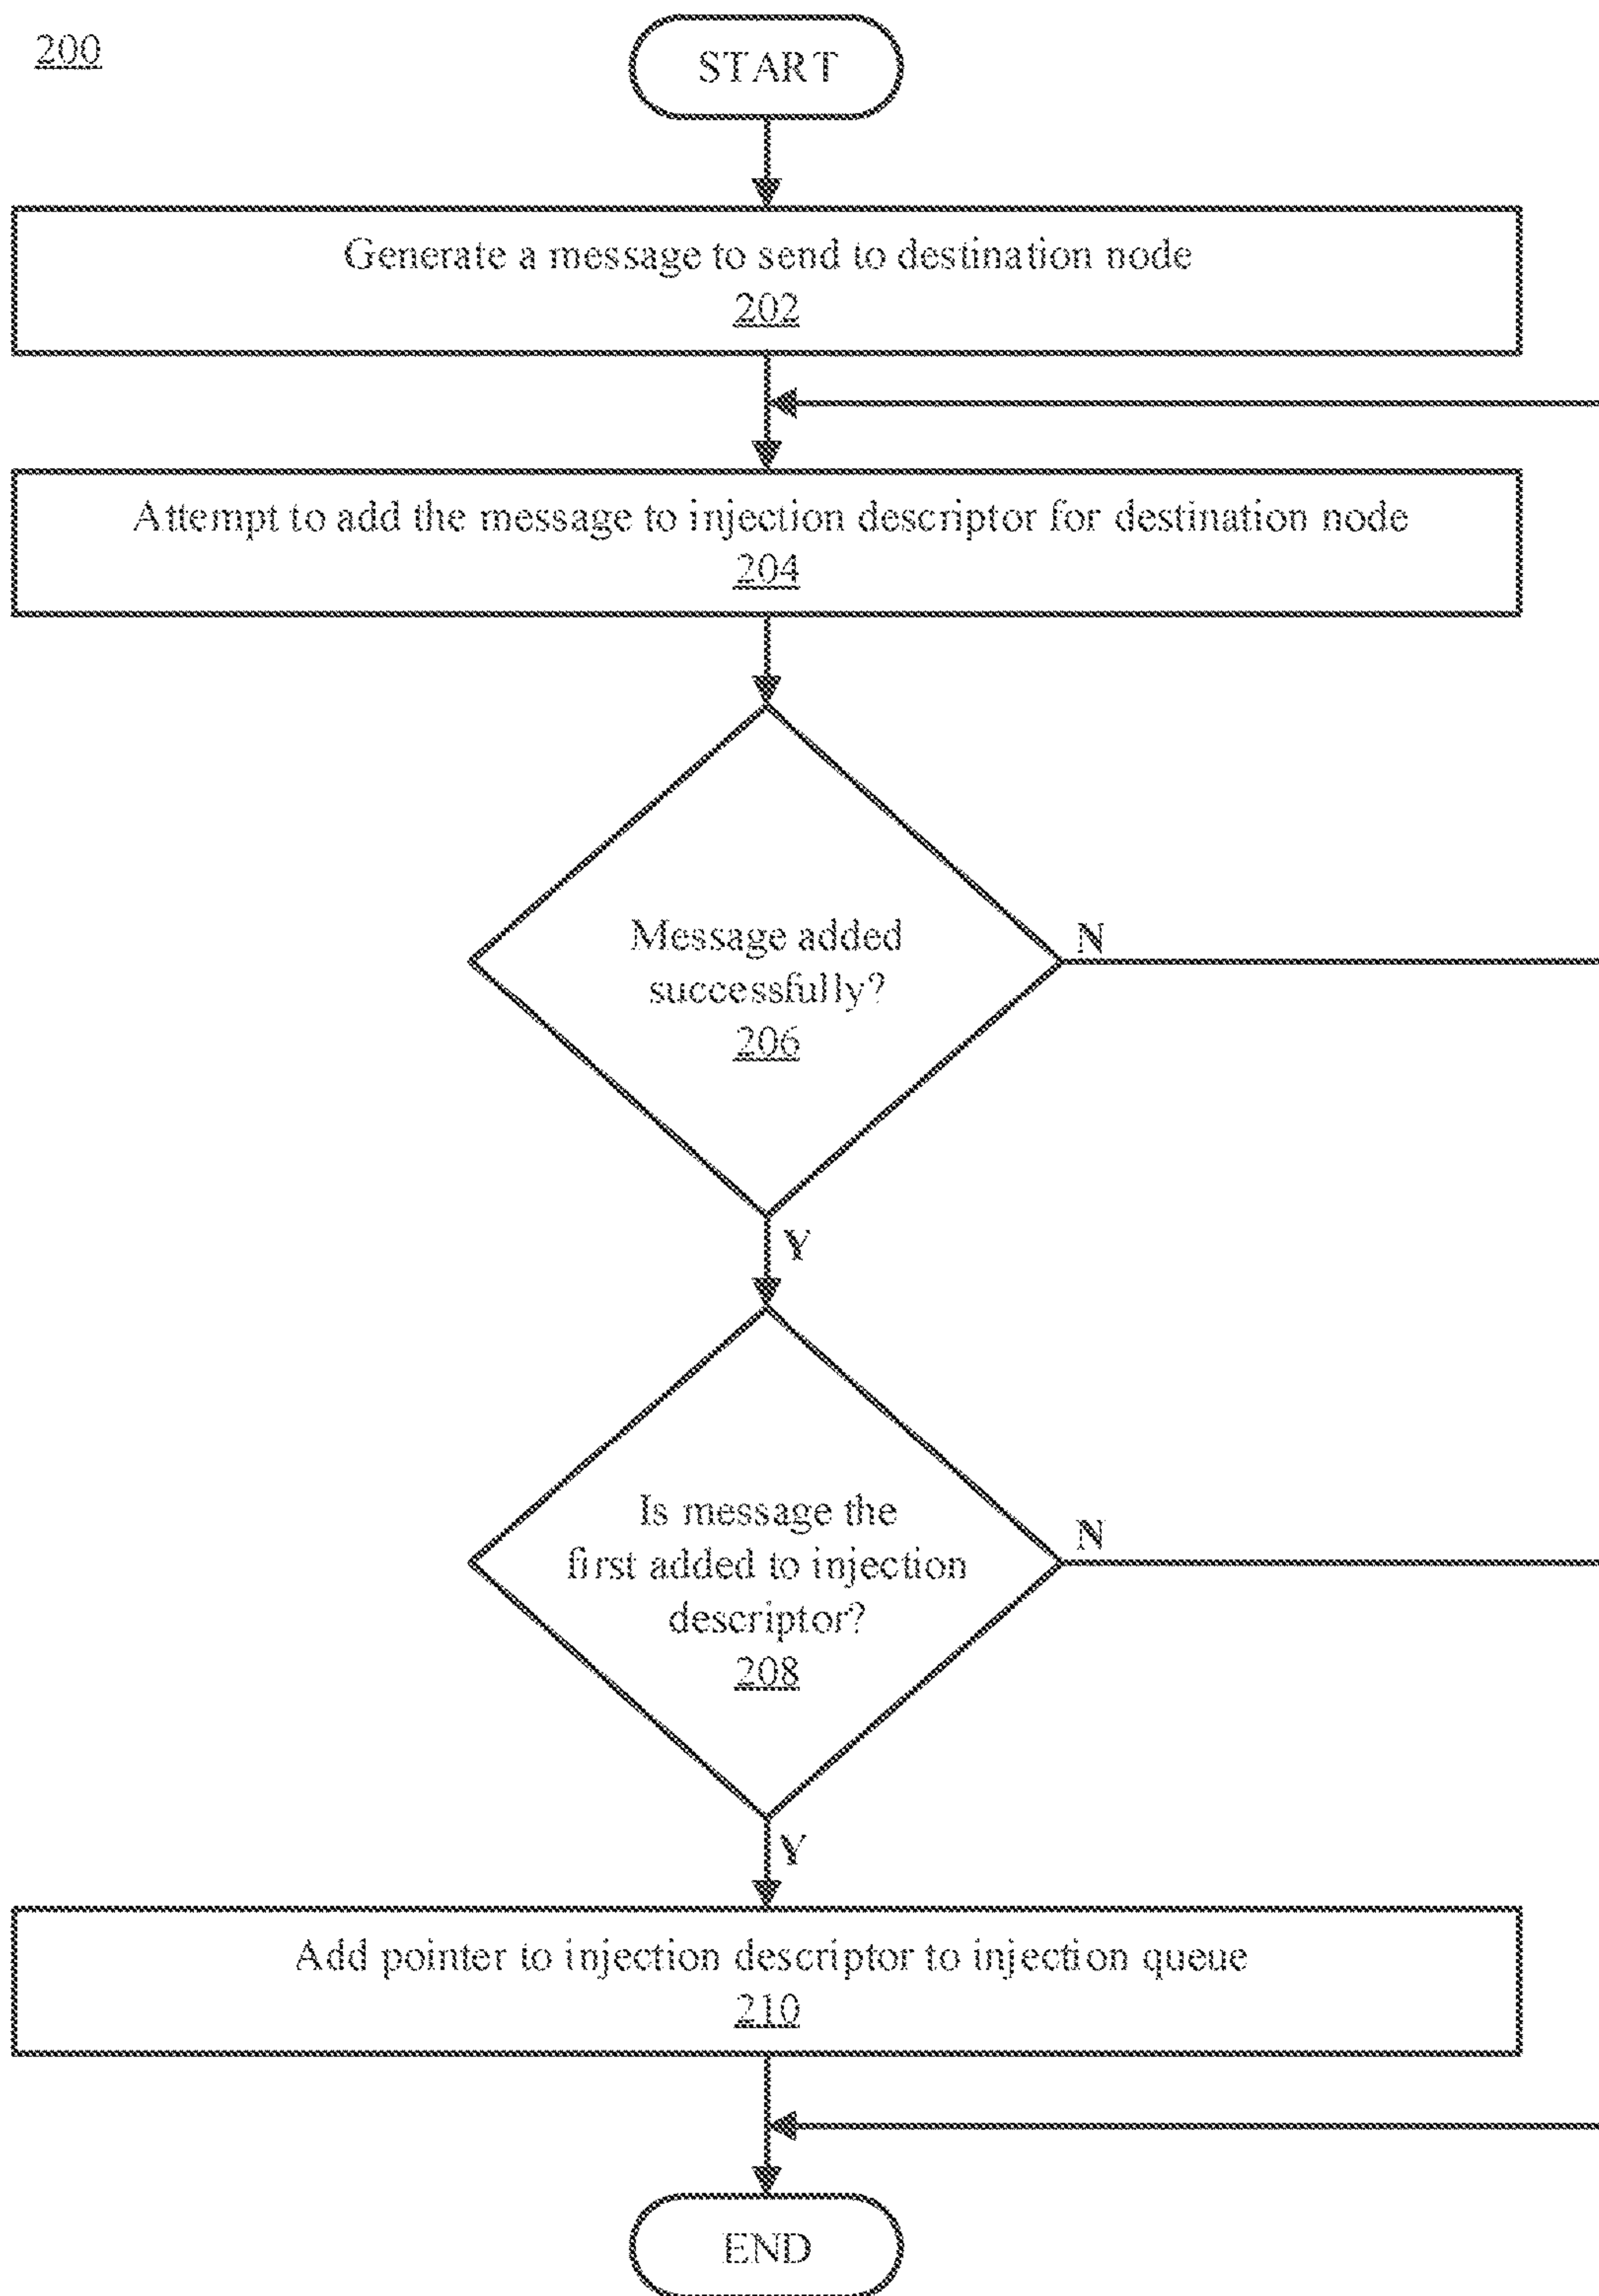 200
START
Generate a message to send to destination node
202
Attempt to add the message to injection descriptor for destination node
204
Message added
successfully?
206
N
Y
Is message the
first added to injection
descriptor?
208
N
Y
Add pointer to injection descriptor to injection queue
210
END